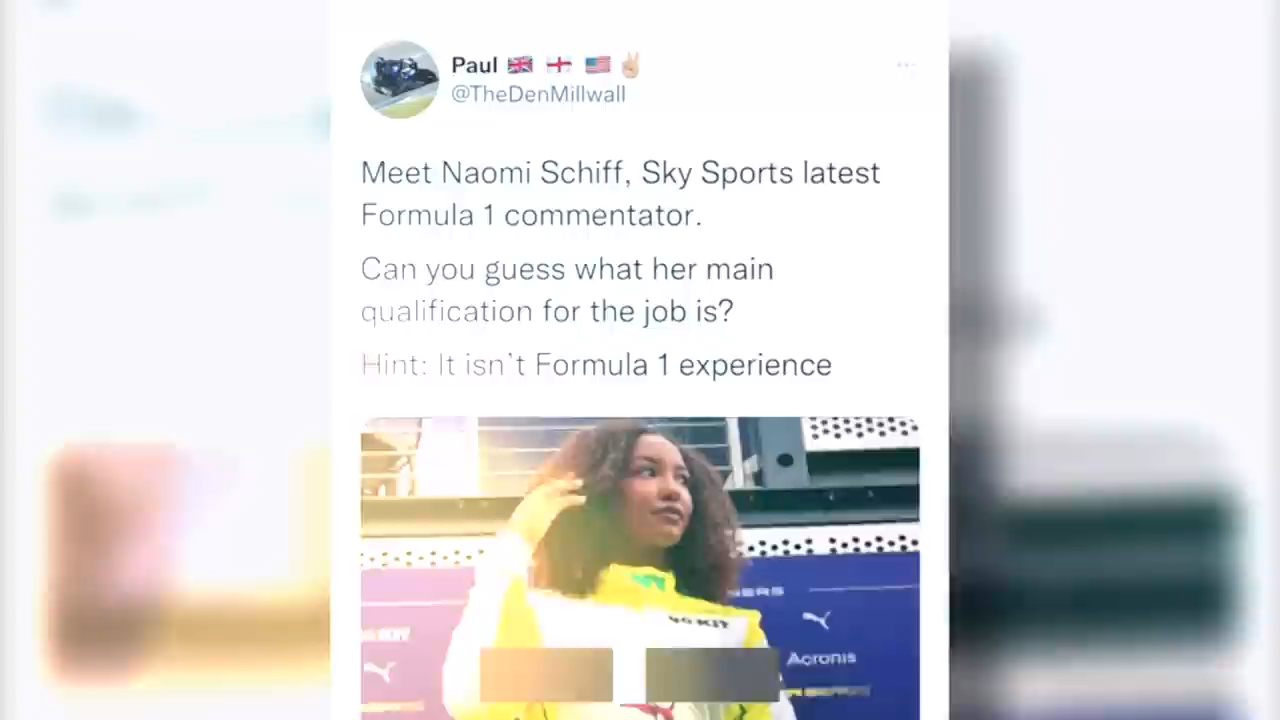 Paul 🇬🇧 🏴󠁧󠁢󠁥󠁮󠁧󠁿 🇺🇸 ✌🏼
@TheDenMillwall
Meet Naomi Schiff, Sky Sports latest
Formula 1 commentator.
Can you guess what her main
qualification for the job is?
Hint: It isn`t Formula 1 experience
Acronis